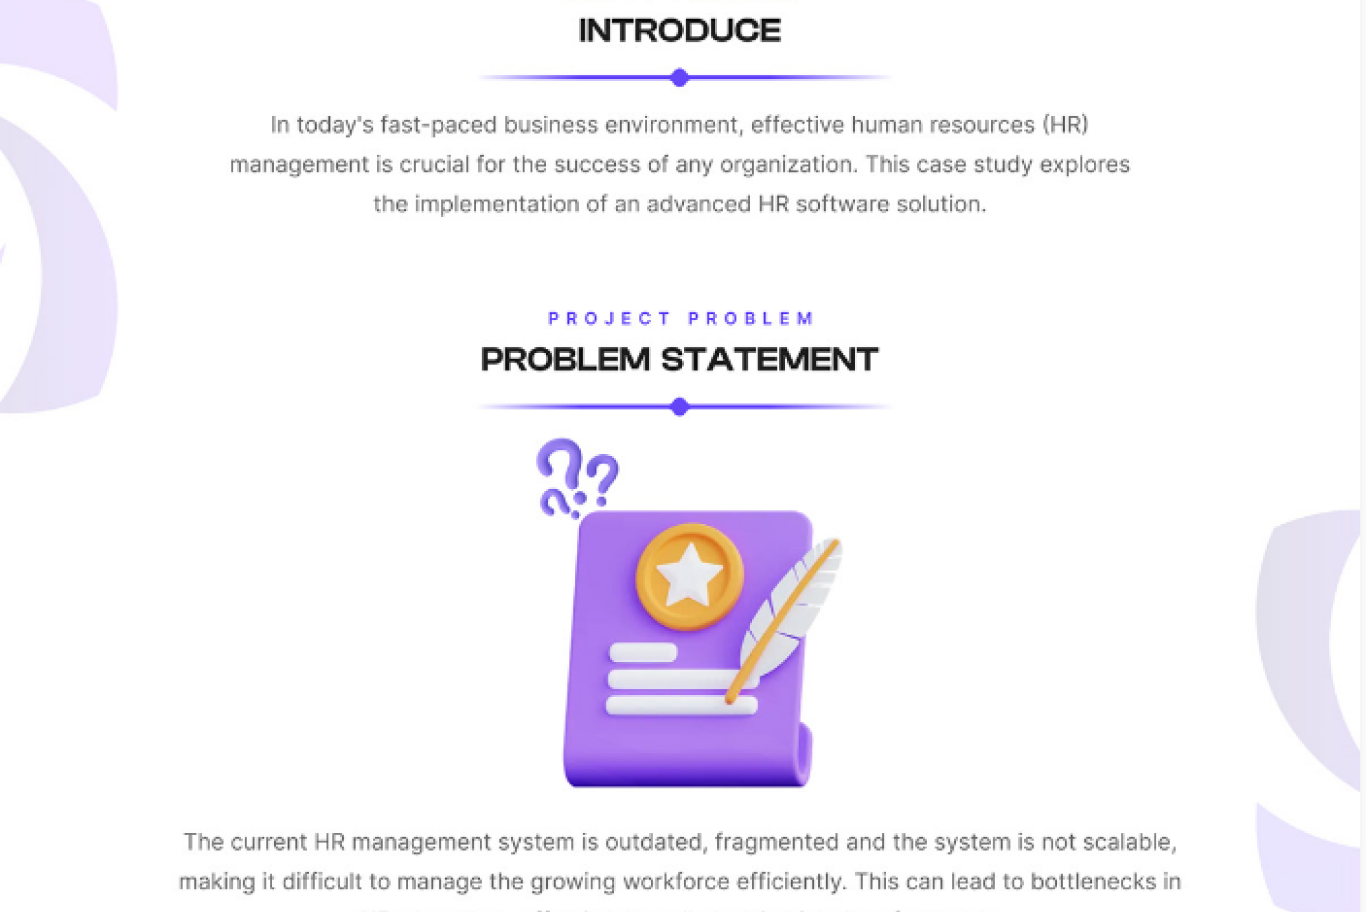 INTRODUCE
In today's fast-paced business environment, effective human resources (HR)
management is crucial for the success of any organization. This case study explores
the implementation of an advanced HR software solution.
PROJECT PROBLEM
PROBLEM STATEMENT
???
The current HR management system is outdated, fragmented and the system is not scalable,
making it difficult to manage the growing workforce efficiently. This can lead to bottlenecks in